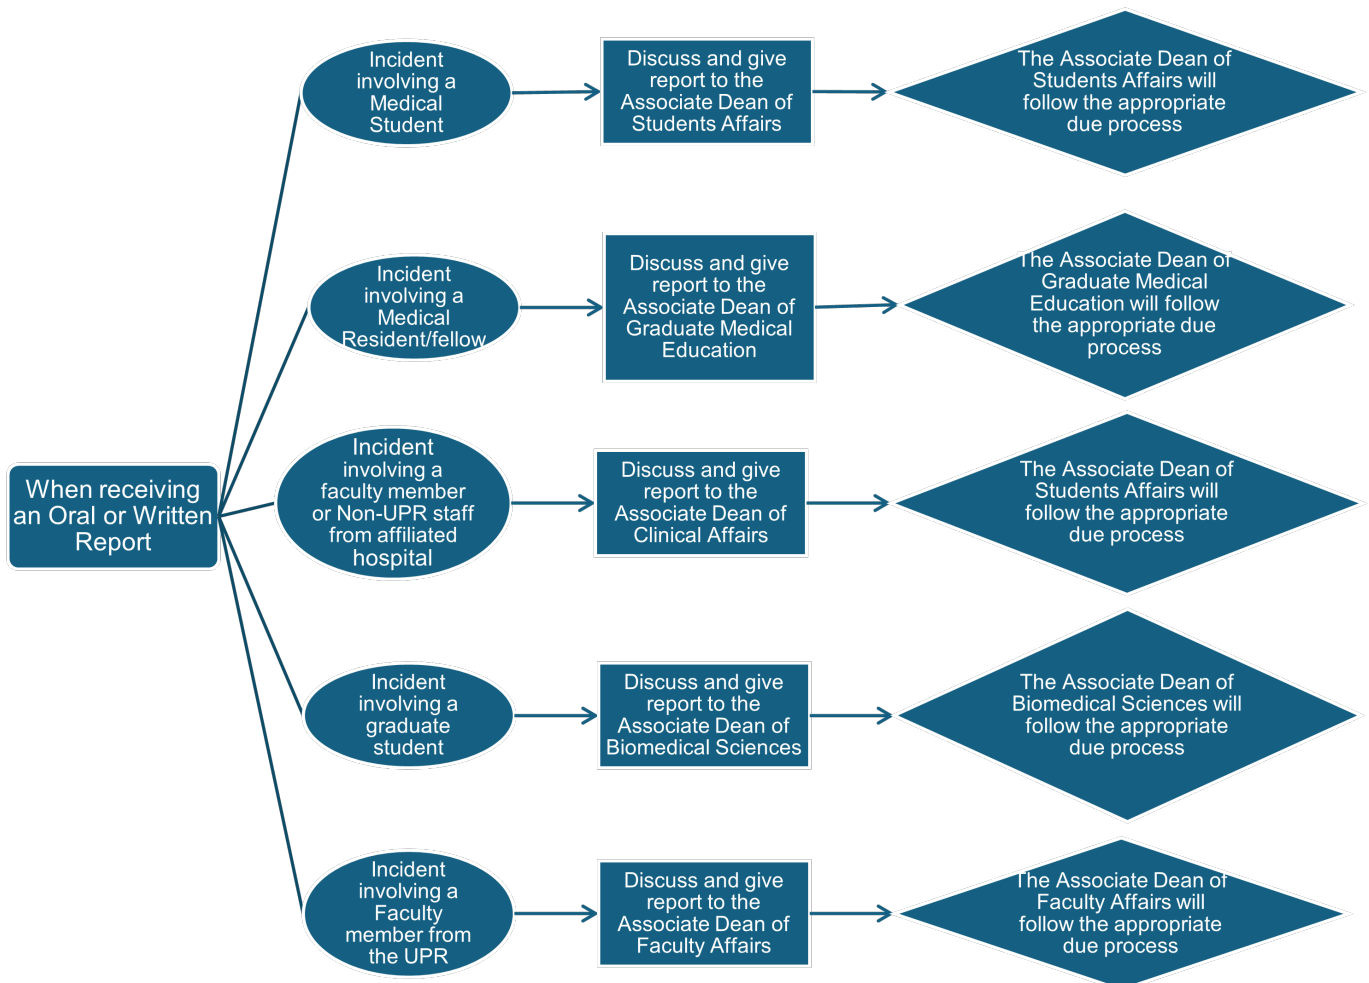 When receiving
an Oral or Written
Report
Incident
involving a
Medical
Student
Discuss and give
report to the
Associate Dean of
Students Affairs
The Associate Dean of
Students Affairs will
follow the appropriate
due process
Incident
involving a
Medical
Resident/fellow
Discuss and give
report to the
Associate Dean of
Graduate Medical
Education
The Associate Dean of
Graduate Medical
Education will follow
the appropriate due
process
Incident
involving a
faculty member
or Non-UPR staff
from affiliated
hospital
Discuss and give
report to the
Associate Dean of
Clinical Affairs
The Associate Dean of
Students Affairs will
follow the appropriate
due process
Incident
involving a
graduate
student
Discuss and give
report to the
Associate Dean of
Biomedical Sciences
The Associate Dean of
Biomedical Sciences will
follow the appropriate
due process
Incident
involving a
Faculty
member from
the UPR
Discuss and give
report to the
Associate Dean of
Faculty Affairs
The Associate Dean of
Faculty Affairs will
follow the appropriate
due process